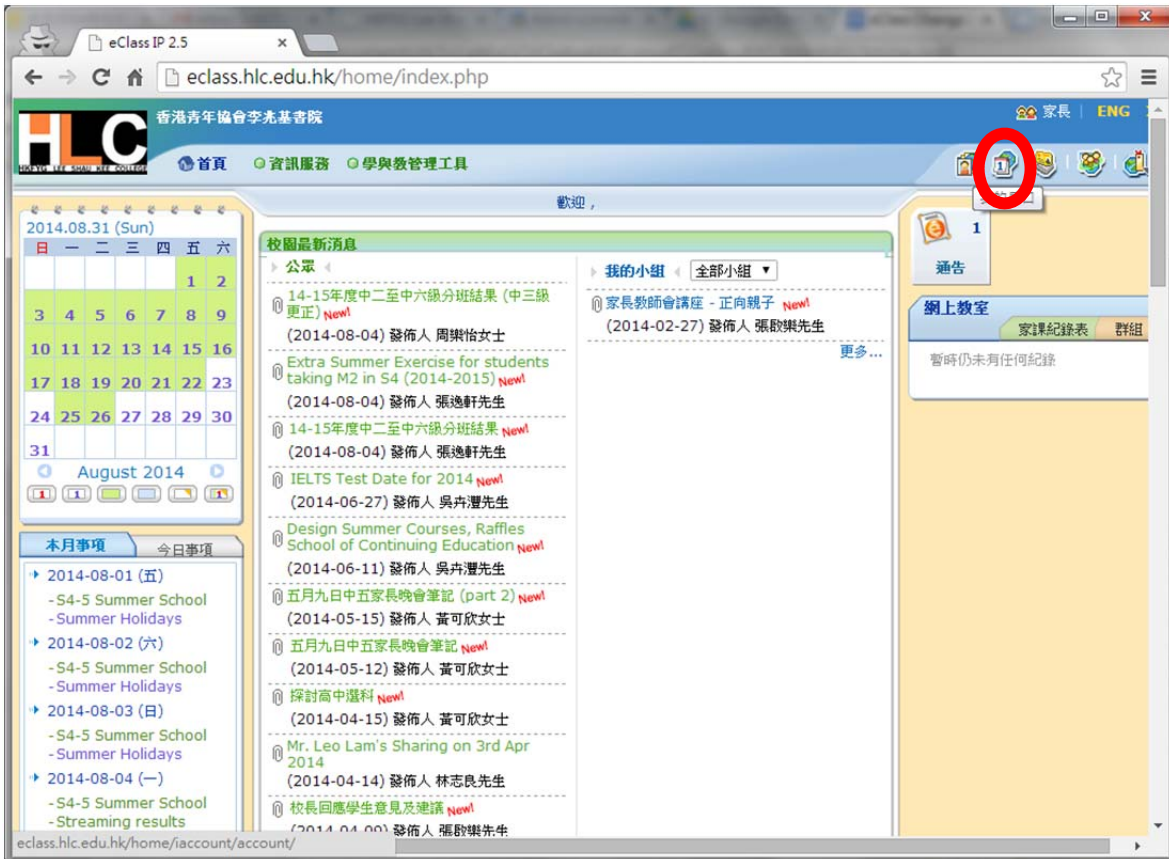 eClass IP 2.5
eclass.hlc.edu.hk/home/index.php
HLC
香港青年協會李兆基書院
家長
ENG
首頁
資訊服務
學與教管理工具
歡迎 ,
2014.08.31 (Sun)
日 一 二 三 四 五 六
1 2
3 4 5 6 7 8 9
10 11 12 13 14 15 16
17 18 19 20 21 22 23
24 25 26 27 28 29 30
31
August 2014
本月事項
今日事項
2014-08-01 (五)
-S4-5 Summer School
-Summer Holidays
2014-08-02 (六)
-S4-5 Summer School
-Summer Holidays
2014-08-03 (日)
-S4-5 Summer School
-Summer Holidays
2014-08-04 (一)
-S4-5 Summer School
-Streaming results
校園最新消息
公眾
14-15年度中二至中六級分班結果 (中三級
更正) New!
(2014-08-04) 發佈人 周樂怡女士
Extra Summer Exercise for students
taking M2 in S4 (2014-2015) New!
(2014-08-04) 發佈人 張逸軒先生
14-15年度中二至中六級分班結果 New!
(2014-08-04) 發佈人 張逸軒先生
IELTS Test Date for 2014 New!
(2014-06-27) 發佈人 吳卉灃先生
Design Summer Courses, Raffles
School of Continuing Education New!
(2014-06-11) 發佈人 吳卉灃先生
五月九日中五家長晚會筆記 (part 2) New!
(2014-05-15) 發佈人 黃可欣女士
五月九日中五家長晚會筆記 New!
(2014-05-12) 發佈人 黃可欣女士
探討高中選科 New!
(2014-04-15) 發佈人 黃可欣女士
Mr. Leo Lam's Sharing on 3rd Apr
2014
(2014-04-14) 發佈人 林志良先生
校長回應學生意見及建議 New!
(2014-04-09) 發佈人 張啟樂先生
我的小組
全部小組
家長教師會講座 - 正向親子 New!
(2014-02-27) 發佈人 張啟樂先生
更多...
1
通告
網上教室
家課紀錄表
群組
暫時仍未有任何紀錄
eclass.hlc.edu.hk/home/iaccount/account/